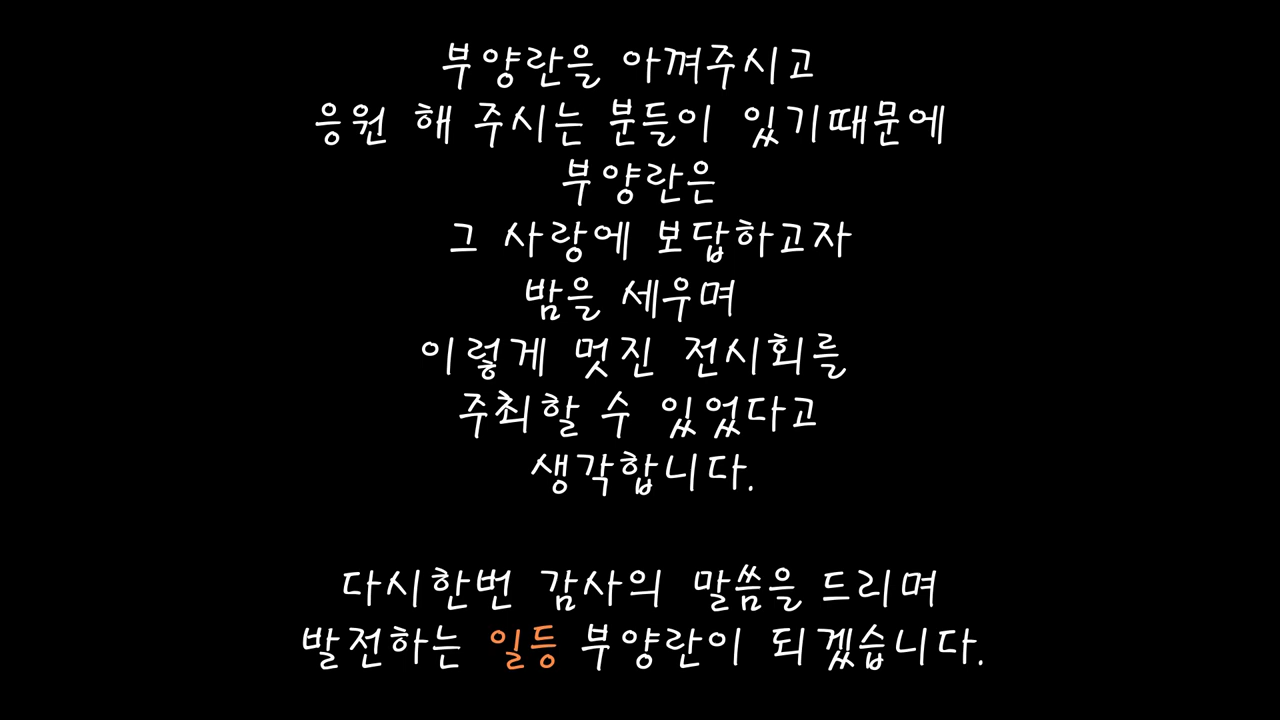 부양란을 아껴주시고
응원 해 주시는 분들이 있기때문에
부양란은
그 사랑에 보답하고자
밤을 세우며
이렇게 멋진 전시회를
주최할 수 있었다고
생각합니다.
다시한번 감사의 말씀을 드리며
발전하는 일등 부양란이 되겠습니다.